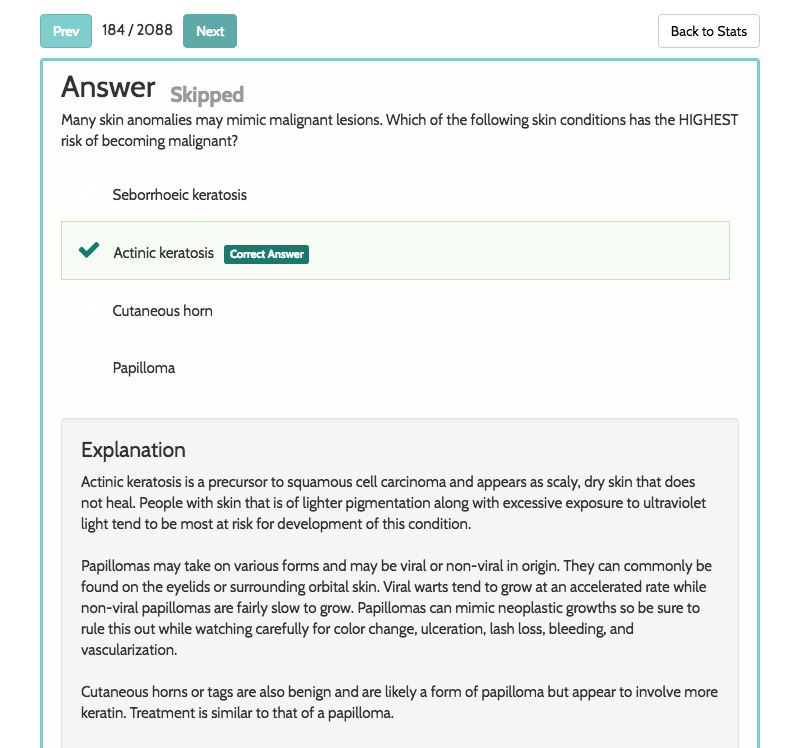 Prev 184 / 2088 Next Back to Stats
Answer Skipped
Many skin anomalies may mimic malignant lesions. Which of the following skin conditions has the HIGHEST
risk of becoming malignant?
Seborrhoeic keratosis
Actinic keratosis Correct Answer
Cutaneous horn
Papilloma
Explanation
Actinic keratosis is a precursor to squamous cell carcinoma and appears as scaly, dry skin that does
not heal. People with skin that is of lighter pigmentation along with excessive exposure to ultraviolet
light tend to be most at risk for development of this condition.
Papillomas may take on various forms and may be viral or non-viral in origin. They can commonly be
found on the eyelids or surrounding orbital skin. Viral warts tend to grow at an accelerated rate while
non-viral papillomas are fairly slow to grow. Papillomas can mimic neoplastic growths so be sure to
rule this out while watching carefully for color change, ulceration, lash loss, bleeding, and
vascularization.
Cutaneous horns or tags are also benign and are likely a form of papilloma but appear to involve more
keratin. Treatment is similar to that of a papilloma.